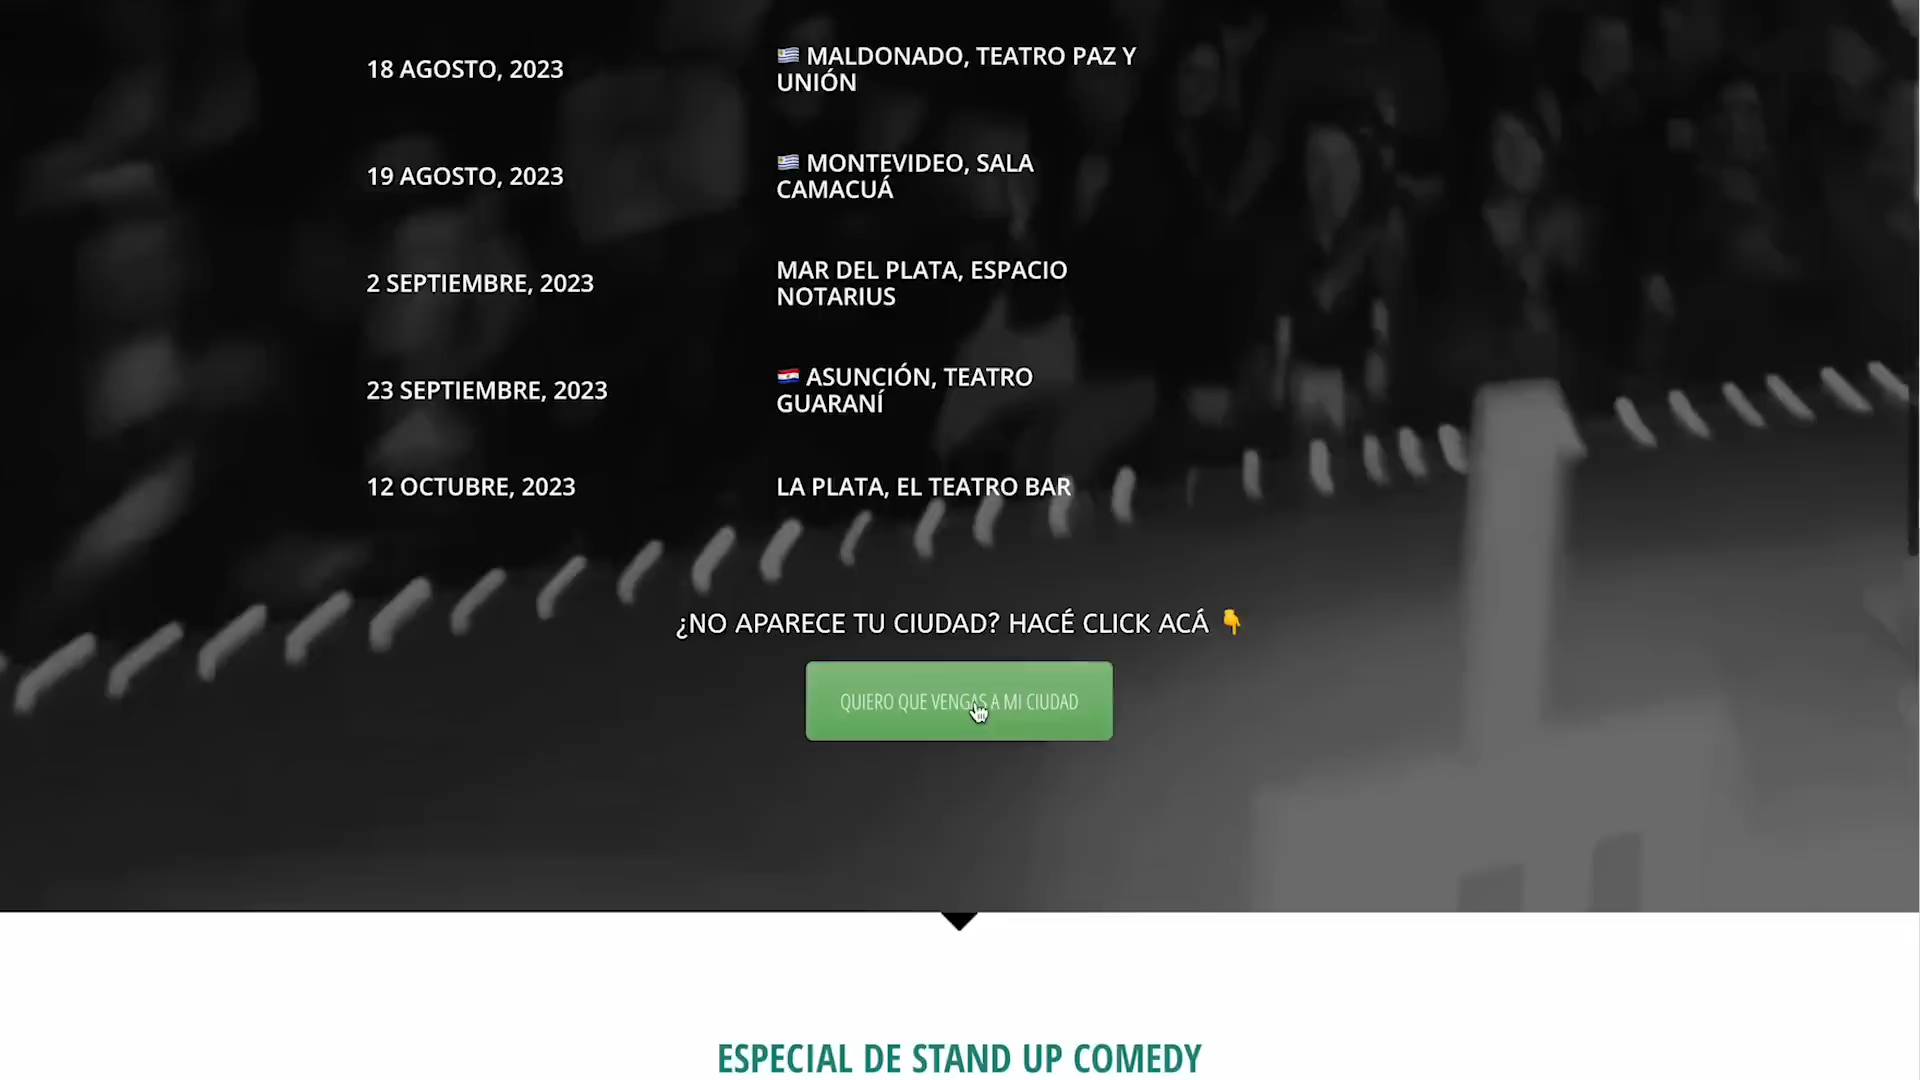 18 AGOSTO, 2023
🇺🇾 MALDONADO, TEATRO PAZ Y
UNIÓN
19 AGOSTO, 2023
🇺🇾 MONTEVIDEO, SALA
CAMACUÁ
2 SEPTIEMBRE, 2023
MAR DEL PLATA, ESPACIO
NOTARIUS
23 SEPTIEMBRE, 2023
🇵🇾 ASUNCIÓN, TEATRO
GUARANÍ
12 OCTUBRE, 2023
LA PLATA, EL TEATRO BAR
¿NO APARECE TU CIUDAD? HACÉ CLICK ACÁ 👇
QUIERO QUE VENGAS A MI CIUDAD
ESPECIAL DE STAND UP COMEDY